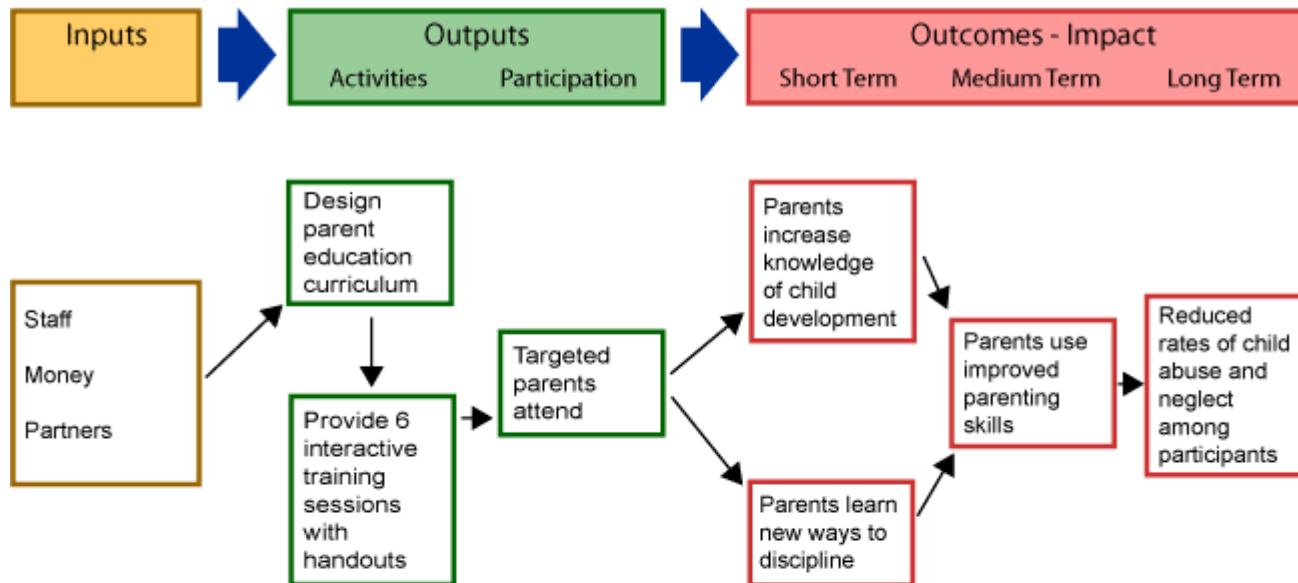 Inputs
Outputs
Activities Participation
Outcomes - Impact
Short Term Medium Term Long Term
Staff
Money
Partners
Design
parent
education
curriculum
Provide 6
interactive
training
sessions
with
handouts
Targeted
parents
attend
Parents
increase
knowledge
of child
development
Parents learn
new ways to
discipline
Parents use
improved
parenting
skills
Reduced
rates of child
abuse and
neglect
among
participants